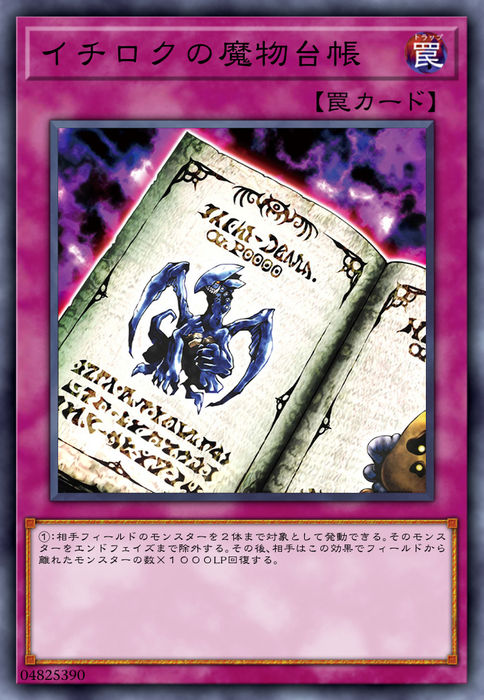 イチロクの魔物台帳
トラップ
罠
【罠カード】
①:相手フィールドのモンスターを２体まで対象として発動できる。そのモンス
ターをエンドフェイズまで除外する。その後、相手はこの効果でフィールドから
離れたモンスターの数×１０００LP回復する。
04825390